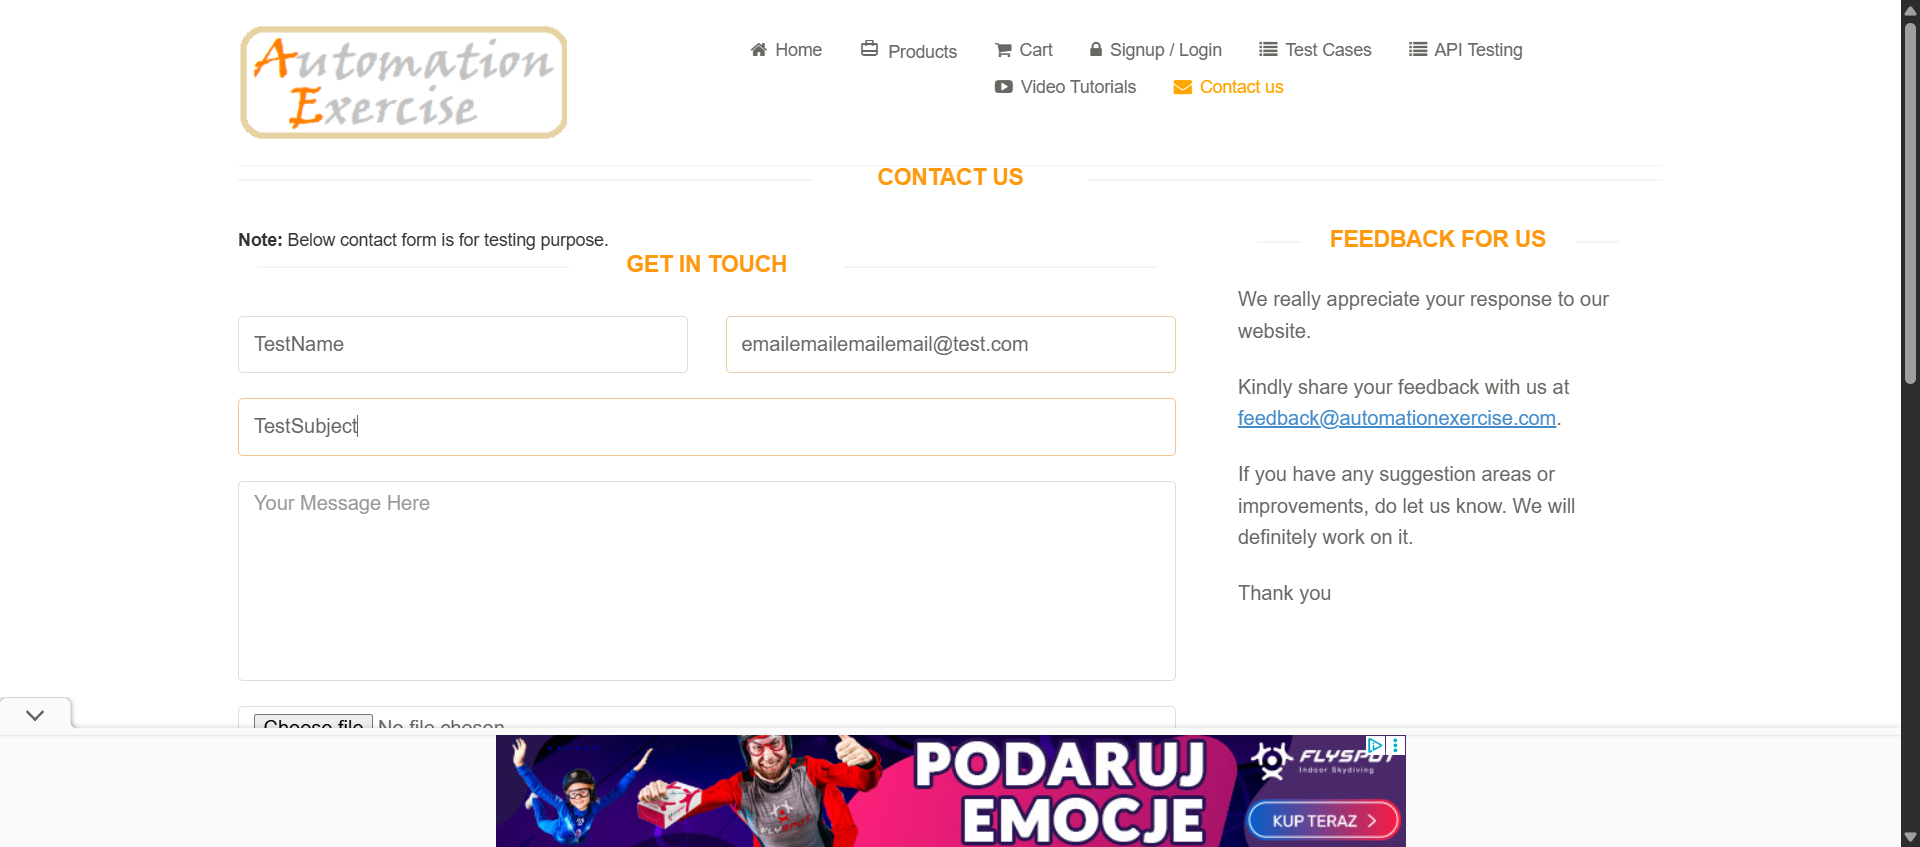 Automation
Exercise
Home
Products
Cart
Signup / Login
Test Cases
API Testing
Video Tutorials
Contact us
CONTACT US
Note: Below contact form is for testing purpose.
GET IN TOUCH
TestName
emailemailemailemail@test.com
TestSubject
Your Message Here
Choose file No file chosen
FEEDBACK FOR US
We really appreciate your response to our
website.
Kindly share your feedback with us at
feedback@automationexercise.com.
If you have any suggestion areas or
improvements, do let us know. We will
definitely work on it.
Thank you
PODARUJ
EMOCJE
FLYSPOT
FLYSPOT
Indoor Skydiving
KUP TERAZ